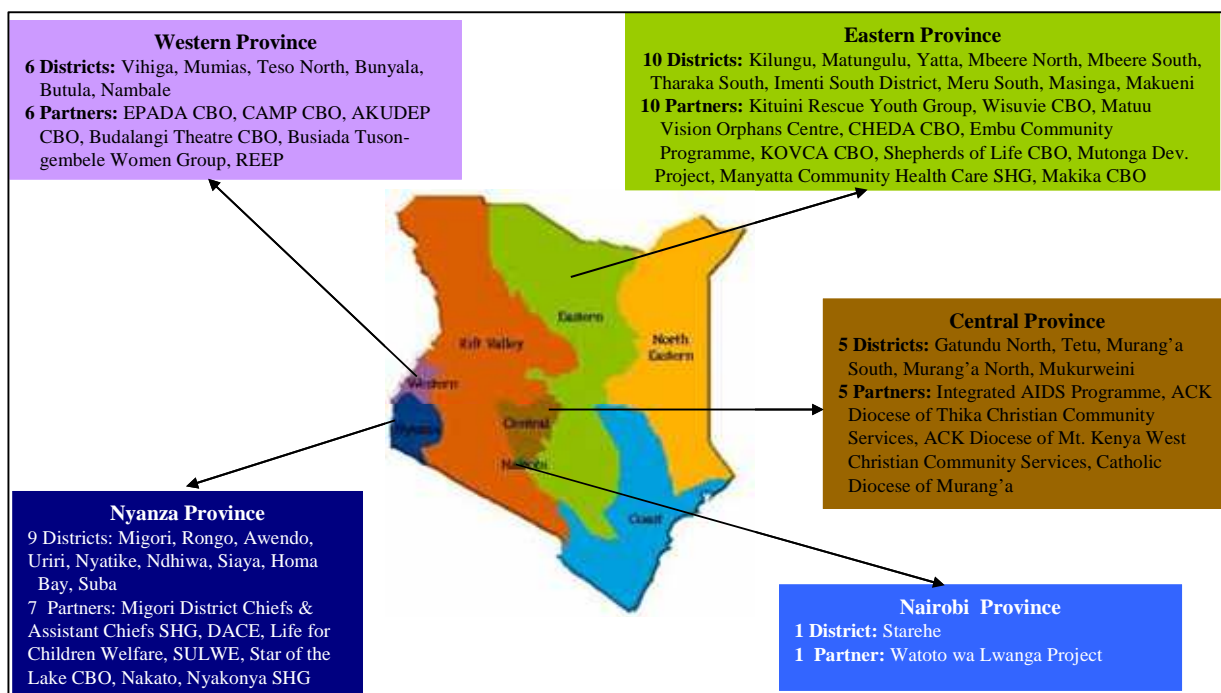 Western Province
6 Districts: Vihiga, Mumias, Teso North, Bunyala,
Butula, Nambale
6 Partners: EPADA CBO, CAMP CBO, AKUDEP
CBO, Budalangi Theatre CBO, Busiada Tuson-
gembele Women Group, REEP
Eastern Province
10 Districts: Kilungu, Matungulu, Yatta, Mbeere North, Mbeere South,
Tharaka South, Imenti South District, Meru South, Masinga, Makueni
10 Partners: Kituini Rescue Youth Group, Wisuvie CBO, Matuu
Vision Orphans Centre, CHEDA CBO, Embu Community
Programme, KOVCA CBO, Shepherds of Life CBO, Mutonga Dev.
Project, Manyatta Community Health Care SHG, Makika CBO
Eastern
North
Eastern
Rift Valley
Western
Nyanza
Central
Nairobi
Coast
Central Province
5 Districts: Gatundu North, Tetu, Murang’a
South, Murang’a North, Mukurweini
5 Partners: Integrated AIDS Programme, ACK
Diocese of Thika Christian Community
Services, ACK Diocese of Mt. Kenya West
Christian Community Services, Catholic
Diocese of Murang’a
Nyanza Province
9 Districts: Migori, Rongo, Awendo,
Uriri, Nyatike, Ndhiwa, Siaya, Homa
Bay, Suba
7 Partners: Migori District Chiefs &
Assistant Chiefs SHG, DACE, Life for
Children Welfare, SULWE, Star of the
Lake CBO, Nakato, Nyakonya SHG
Nairobi Province
1 District: Starehe
1 Partner: Watoto wa Lwanga Project